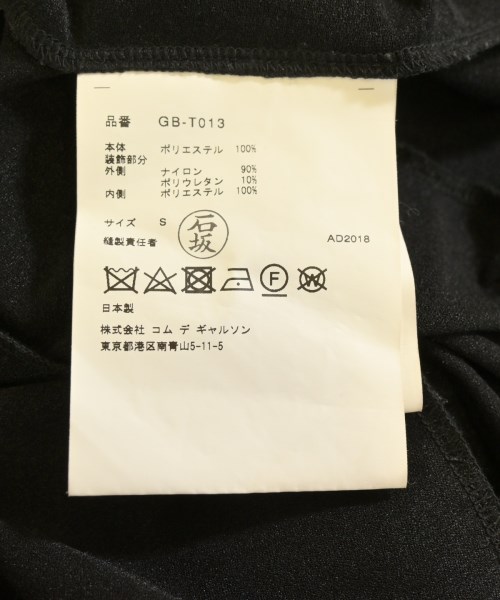 品番 GB-T013
本体 ポリエステル 100%
装飾部分
外側 ナイロン 90%
ポリウレタン 10%
内側 ポリエステル 100%
サイズ S
石坂
縫製責任者
AD2018
F W
日本製
株式会社 コム デ ギャルソン
東京都港区南青山5-11-5